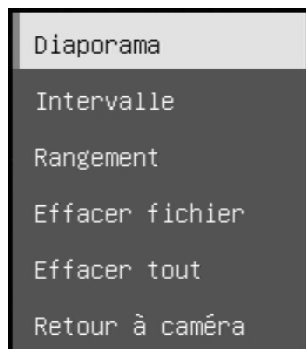 Diaporama
Intervalle
Rangement
Effacer fichier
Effacer tout
Retour à caméra